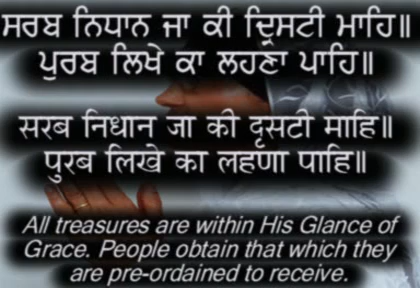 ਸਰਬ ਨਿਧਾਨ ਜਾ ਕੀ ਦ੍ਰਿਸਟੀ ਮਾਹਿ॥
ਪੁਰਬ ਲਿਖੇ ਕਾ ਲਹਣਾ ਪਾਹਿ॥
सरब निधान जा की दृसटी माहि॥
पुरब लिखे का लहणा पाहि॥
All treasures are within His Glance of
Grace. People obtain that which they
are pre-ordained to receive.